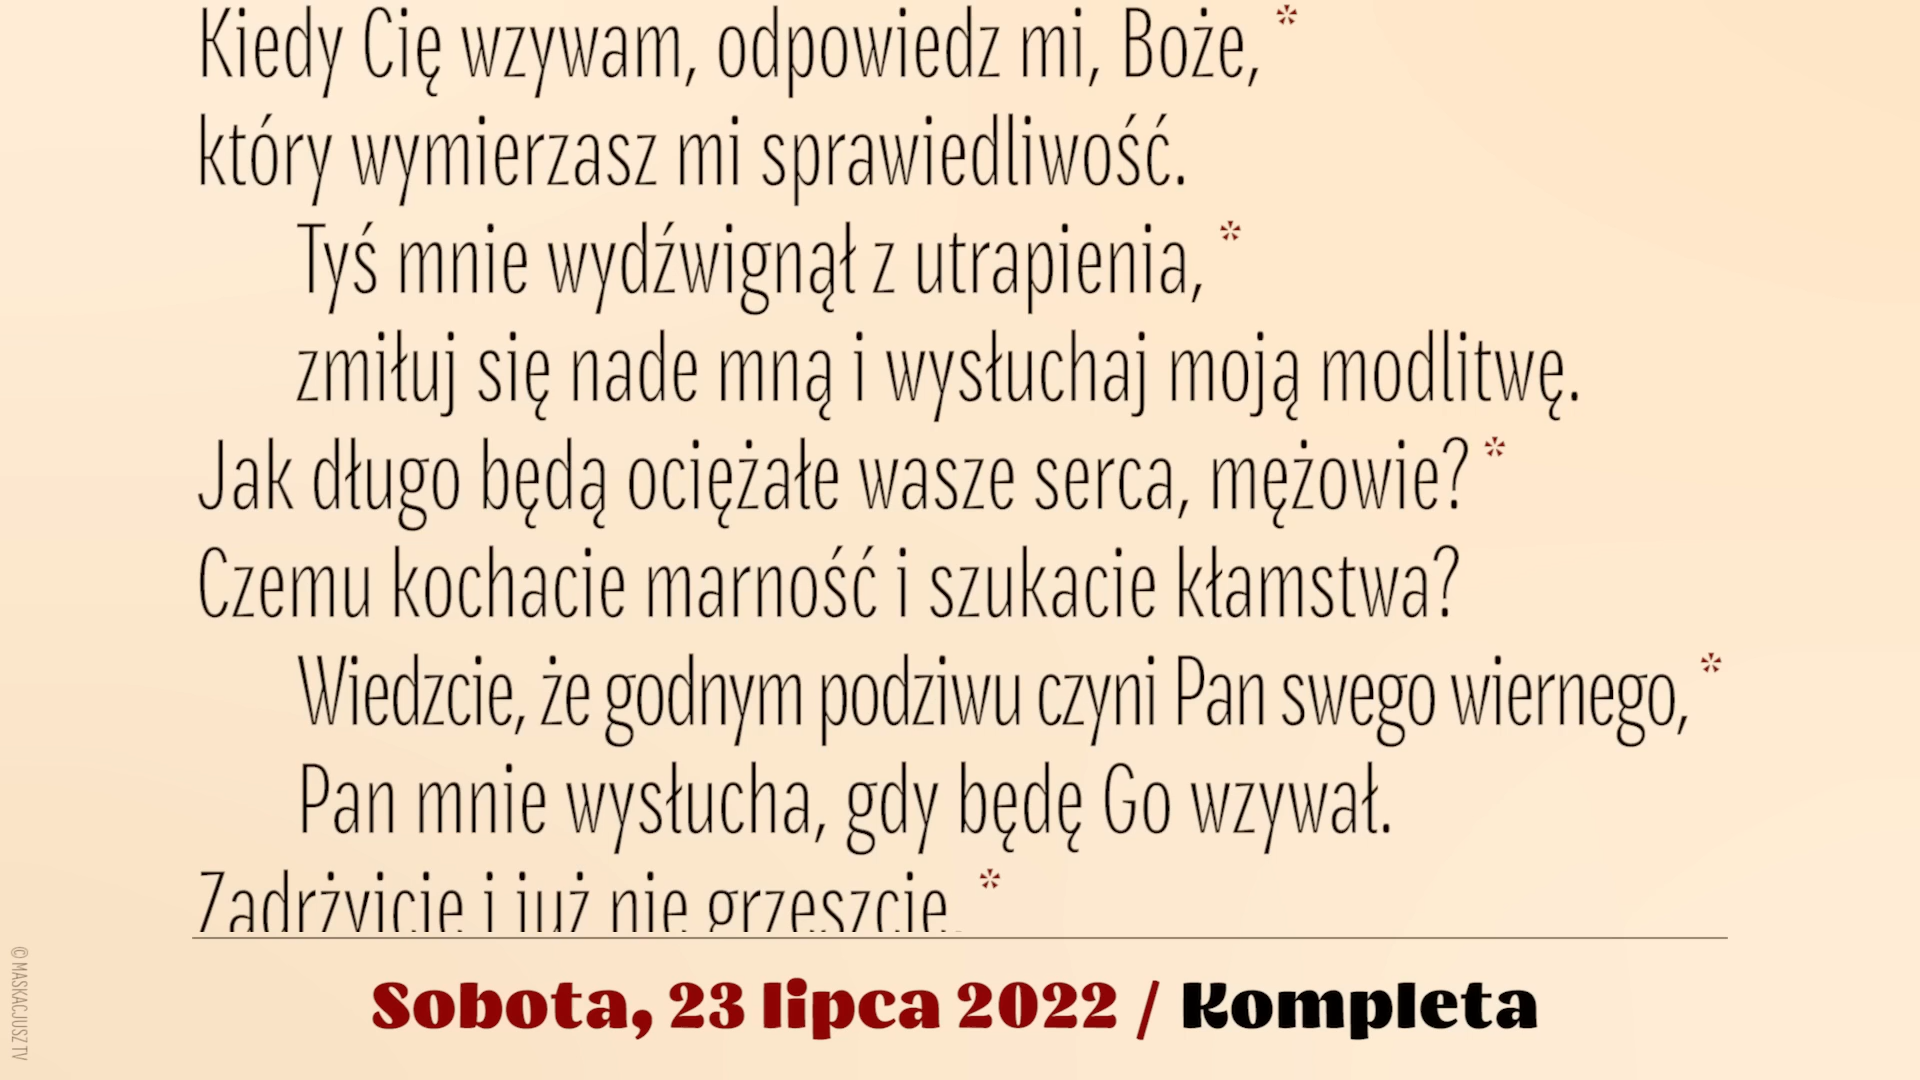 Kiedy Cię wzywam, odpowiedz mi, Boże, *
który wymierzasz mi sprawiedliwość.
Tyś mnie wydźwignął z utrapienia, *
zmiłuj się nade mną i wysłuchaj moją modlitwę.
Jak długo będą ociężałe wasze serca, mężowie? *
Czemu kochacie marność i szukacie kłamstwa?
Wiedzcie, że godnym podziwu czyni Pan swego wiernego, *
Pan mnie wysłucha, gdy będę Go wzywał.
Zadrżyjcie i już nie grzeszcie, *
Sobota, 23 lipca 2022 / Kompleta
© MASKACJUSZ TV